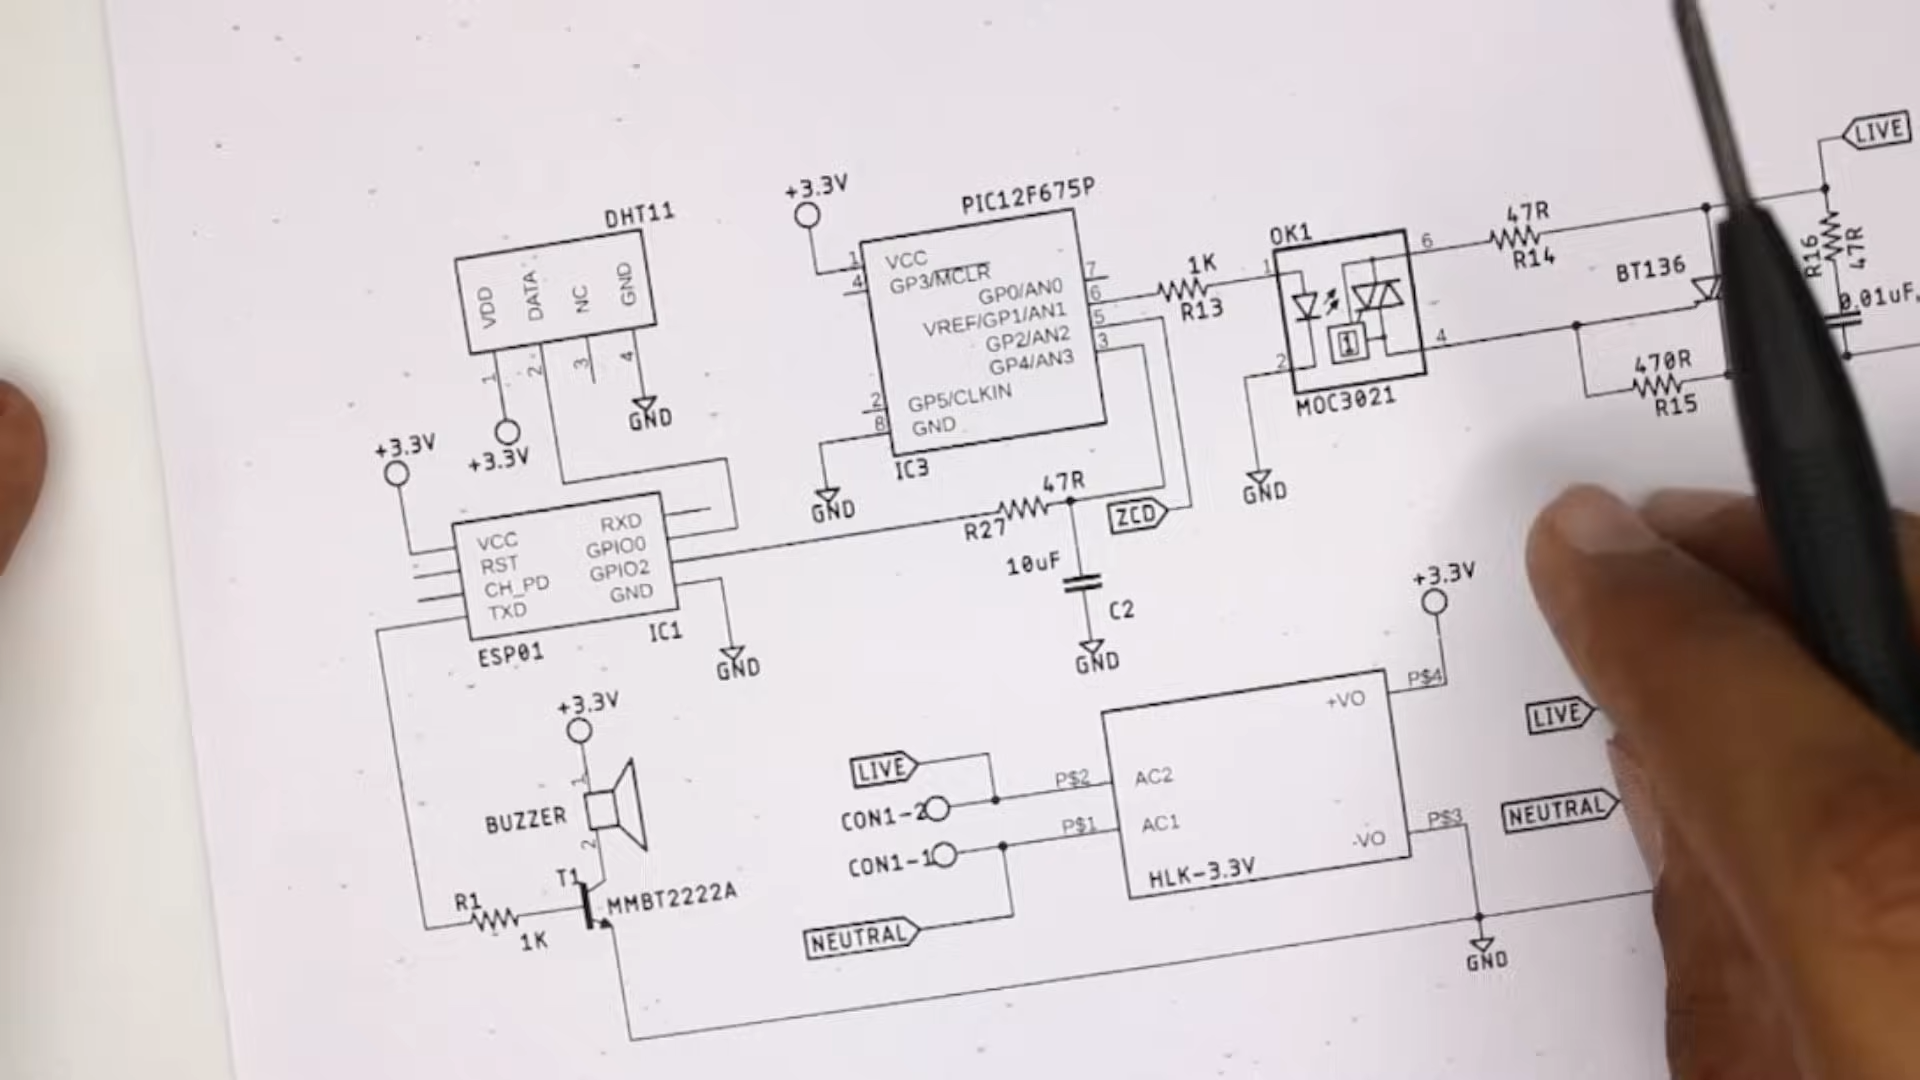 LIVE
+3.3V
PIC12F675P
DHT11
47R
R14
OK1
1K
R13
1
VCC
4
GP3/MCLR
7
GP0/AN0
6
VREF/GP1/AN1
5
GP2/AN2
3
GP4/AN3
2
GP5/CLKIN
8
GND
IC3
GND
1
2
6
4
1
MOC3021
GND
BT136
R16
47R
0.01uF,
470R
R15
VDD
DATA
NC
GND
1
2
3
4
+3.3V
GND
+3.3V
VCC
RST
CH_PD
TXD
RXD
GPIO0
GPIO2
GND
ESP01
IC1
GND
R27
47R
ZCD
10uF
C2
GND
+3.3V
BUZZER
1
2
T1
MMBT2222A
R1
1K
LIVE
CON1-2
CON1-1
NEUTRAL
P$2
P$1
AC2
AC1
+VO
-VO
HLK-3.3V
P$4
P$3
+3.3V
GND
LIVE
NEUTRAL